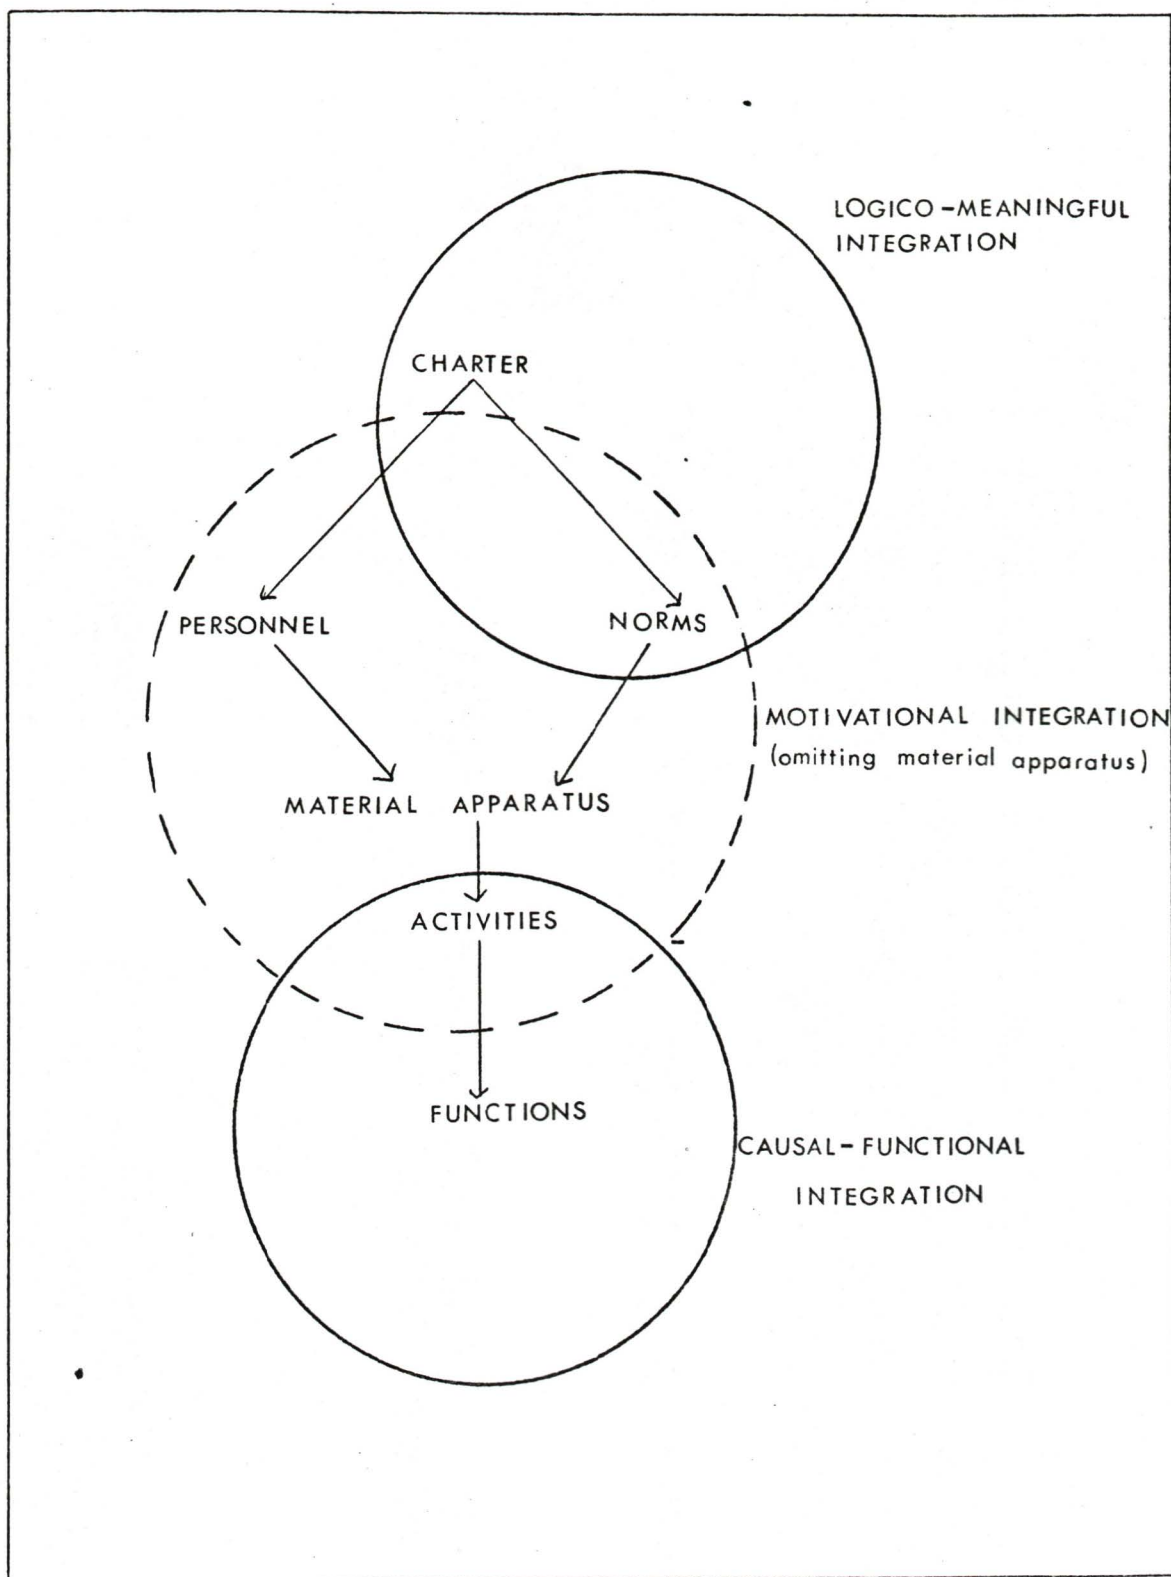 LOGICO-MEANINGFUL
INTEGRATION
CHARTER
PERSONNEL
NORMS
MOTIVATIONAL INTEGRATION
(omitting material apparatus)
MATERIAL APPARATUS
ACTIVITIES
FUNCTIONS
CAUSAL-FUNCTIONAL
INTEGRATION